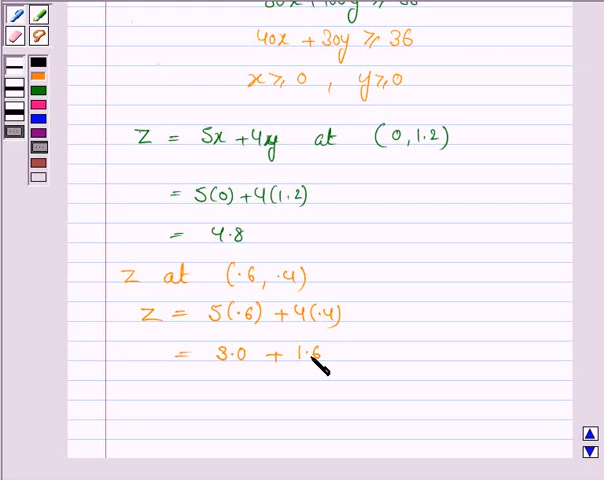 40x + 30y ≥ 36
x ≥ 0 , y ≥ 0
Z = 5x + 4y at (0, 1.2)
= 5(0) + 4(1.2)
= 4.8
Z at (.6, .4)
Z = 5(.6) + 4(.4)
= 3.0 + 1.6